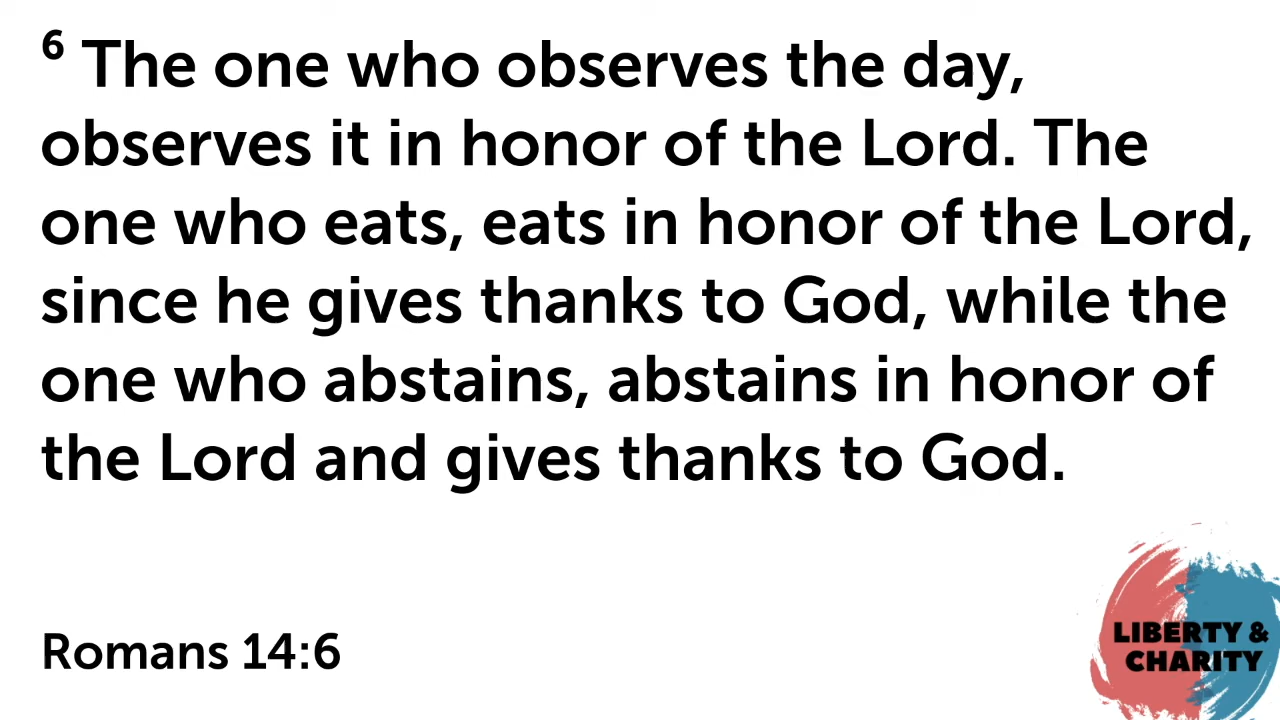 ⁶ The one who observes the day,
observes it in honor of the Lord. The
one who eats, eats in honor of the Lord,
since he gives thanks to God, while the
one who abstains, abstains in honor of
the Lord and gives thanks to God.
Romans 14:6
LIBERTY &
CHARITY